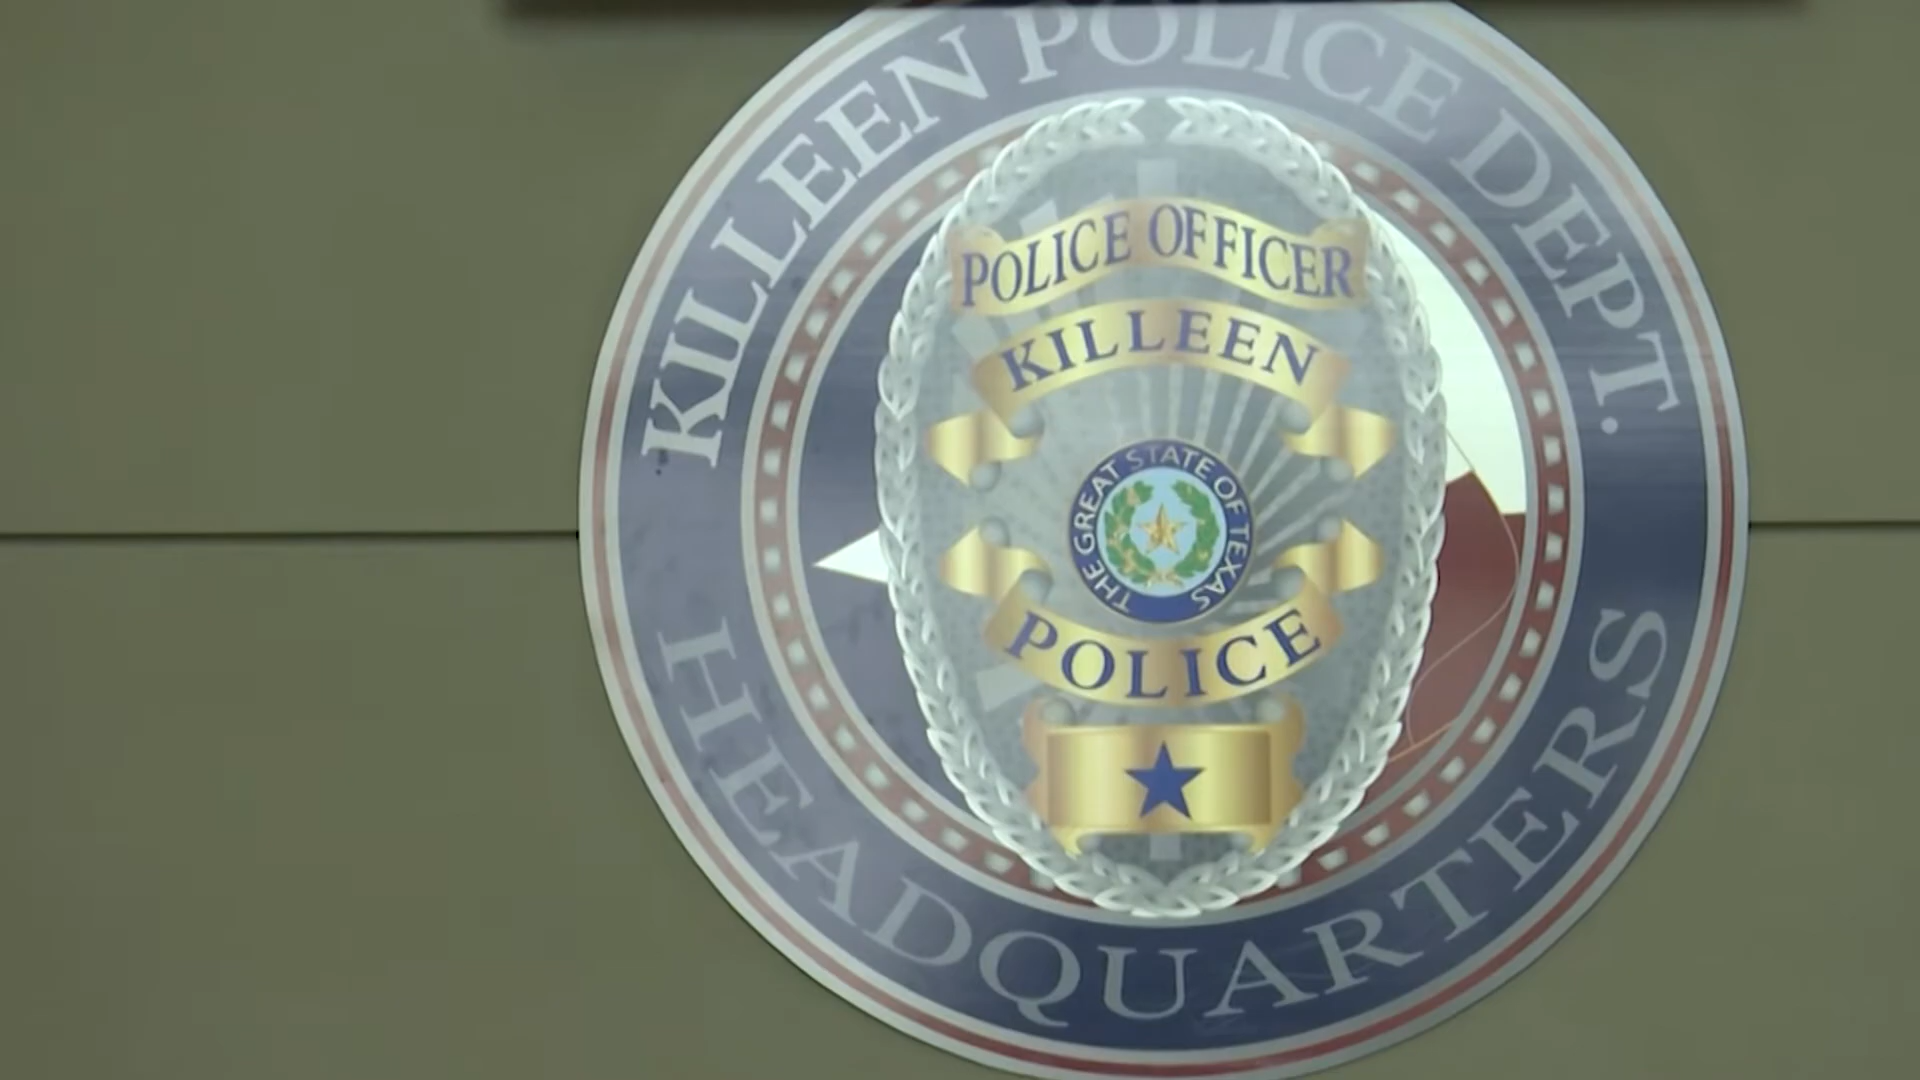 KILLEEN POLICE DEPT.
POLICE OFFICER
KILLEEN
THE GREAT STATE OF TEXAS
POLICE
HEADQUARTERS